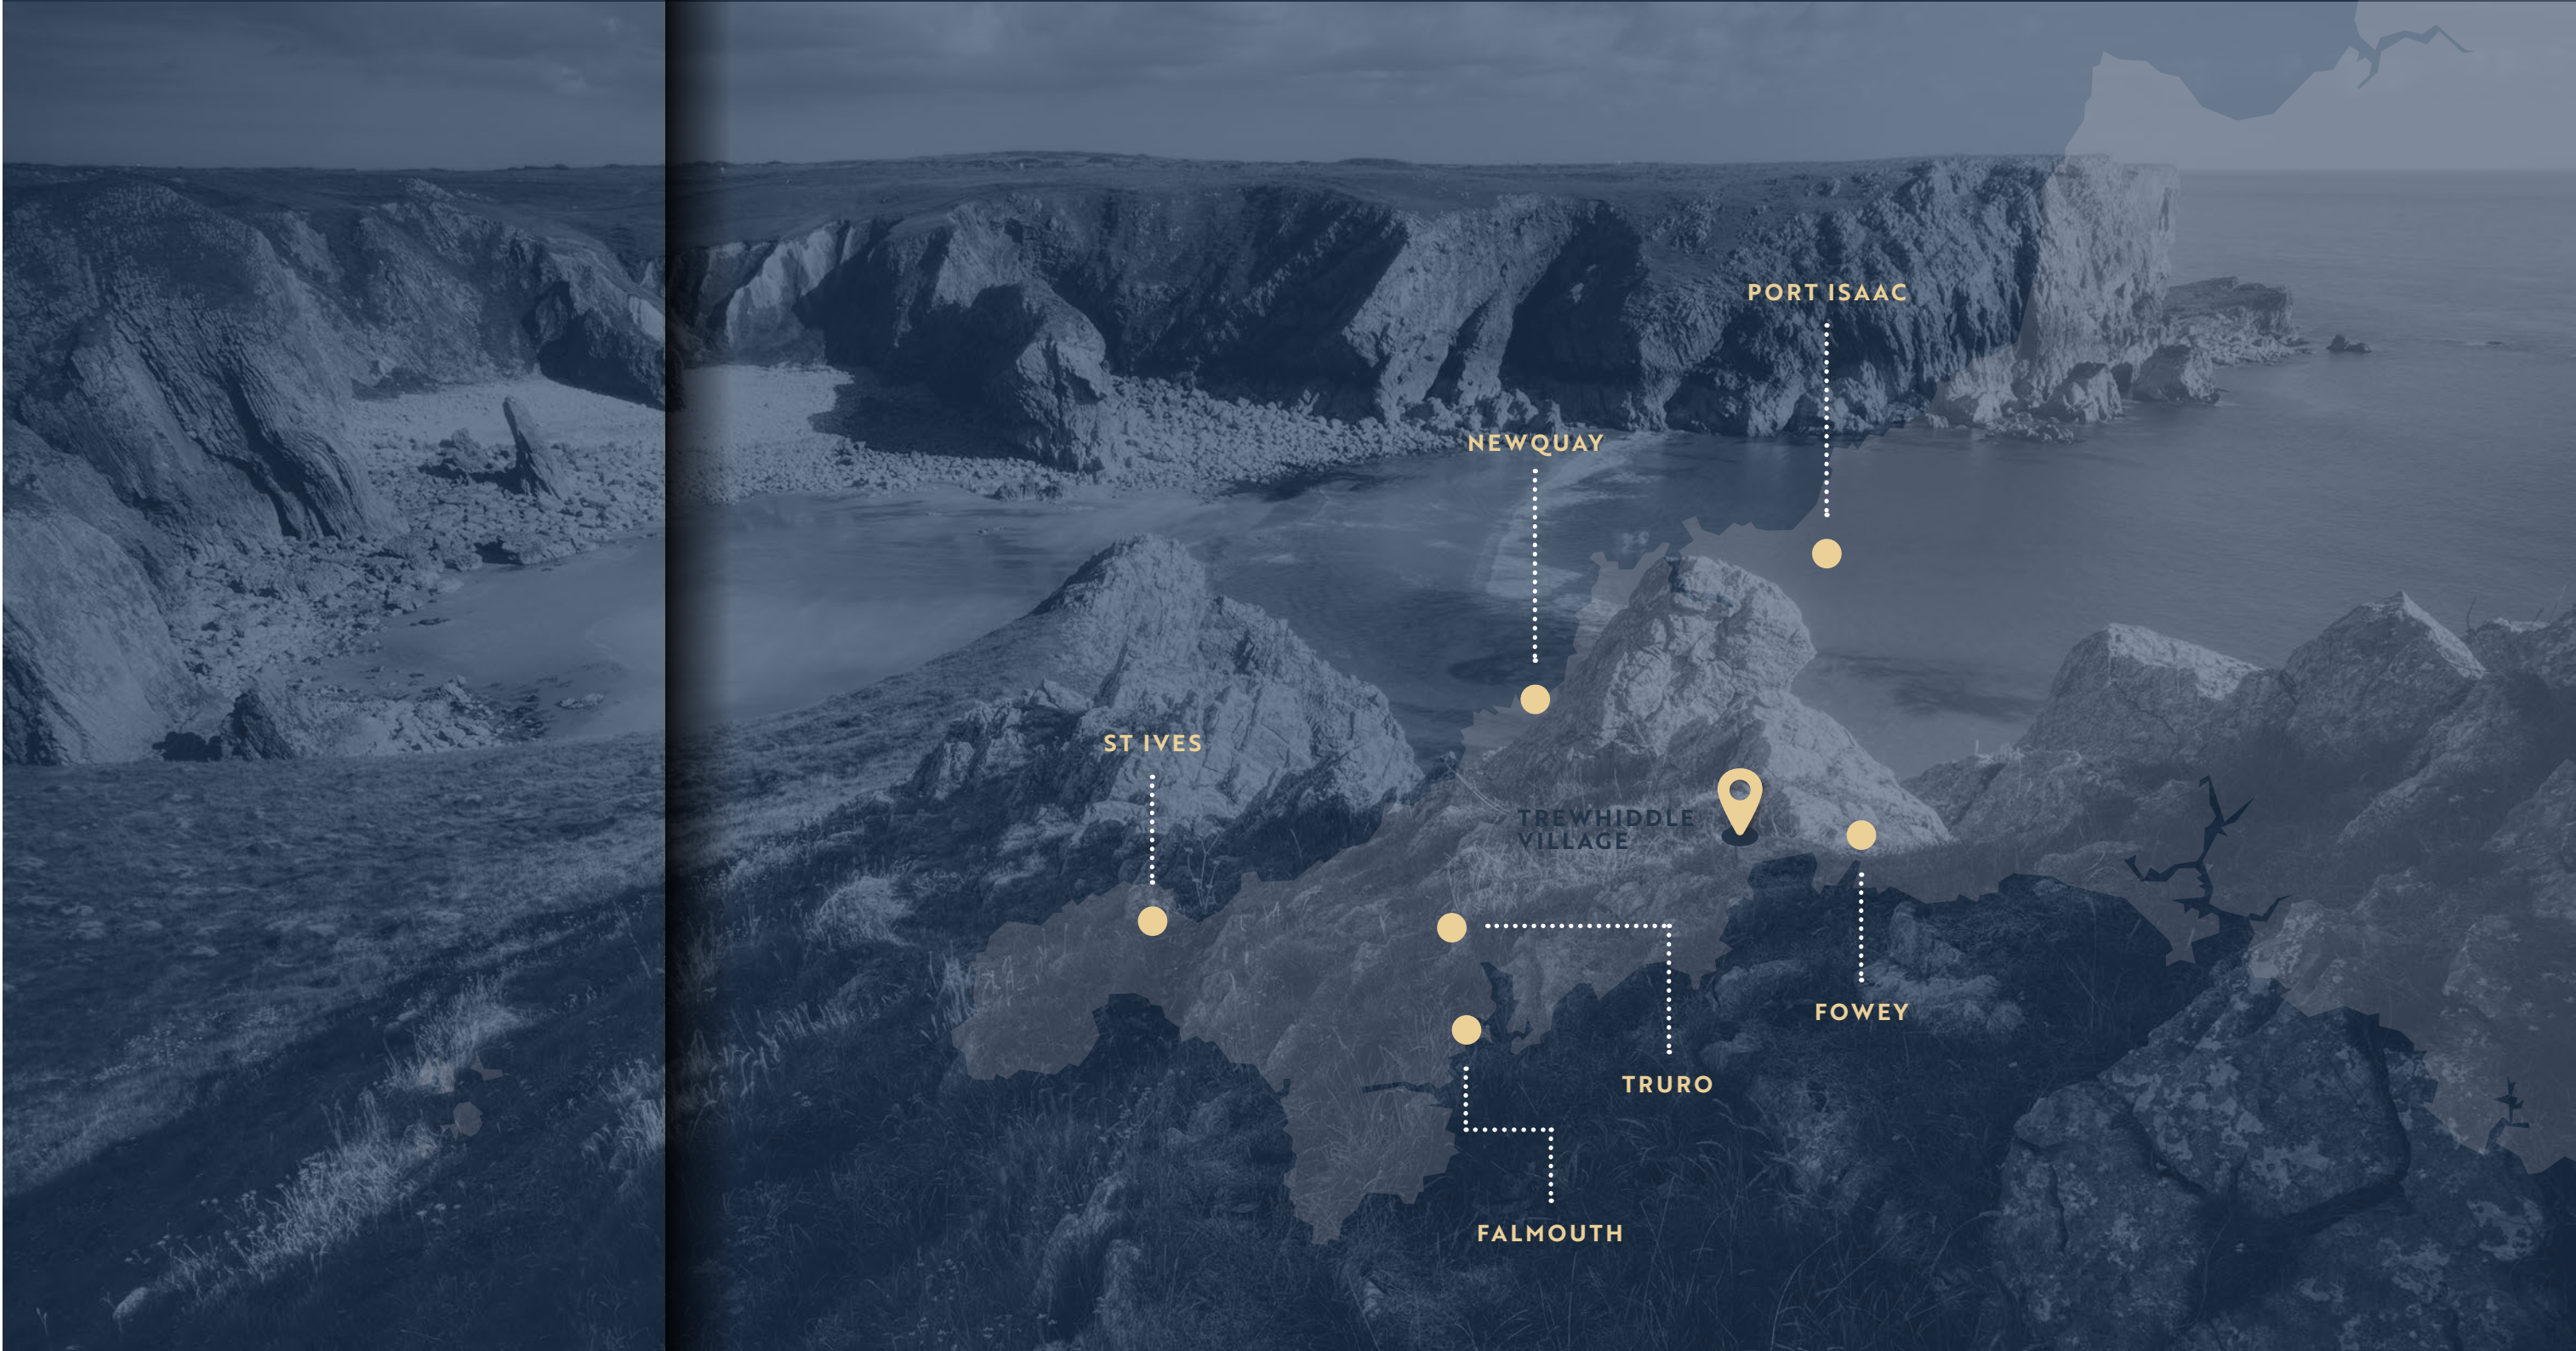 PORT ISAAC
NEWQUAY
ST IVES
TREWHIDDLE
VILLAGE
FOWEY
TRURO
FALMOUTH